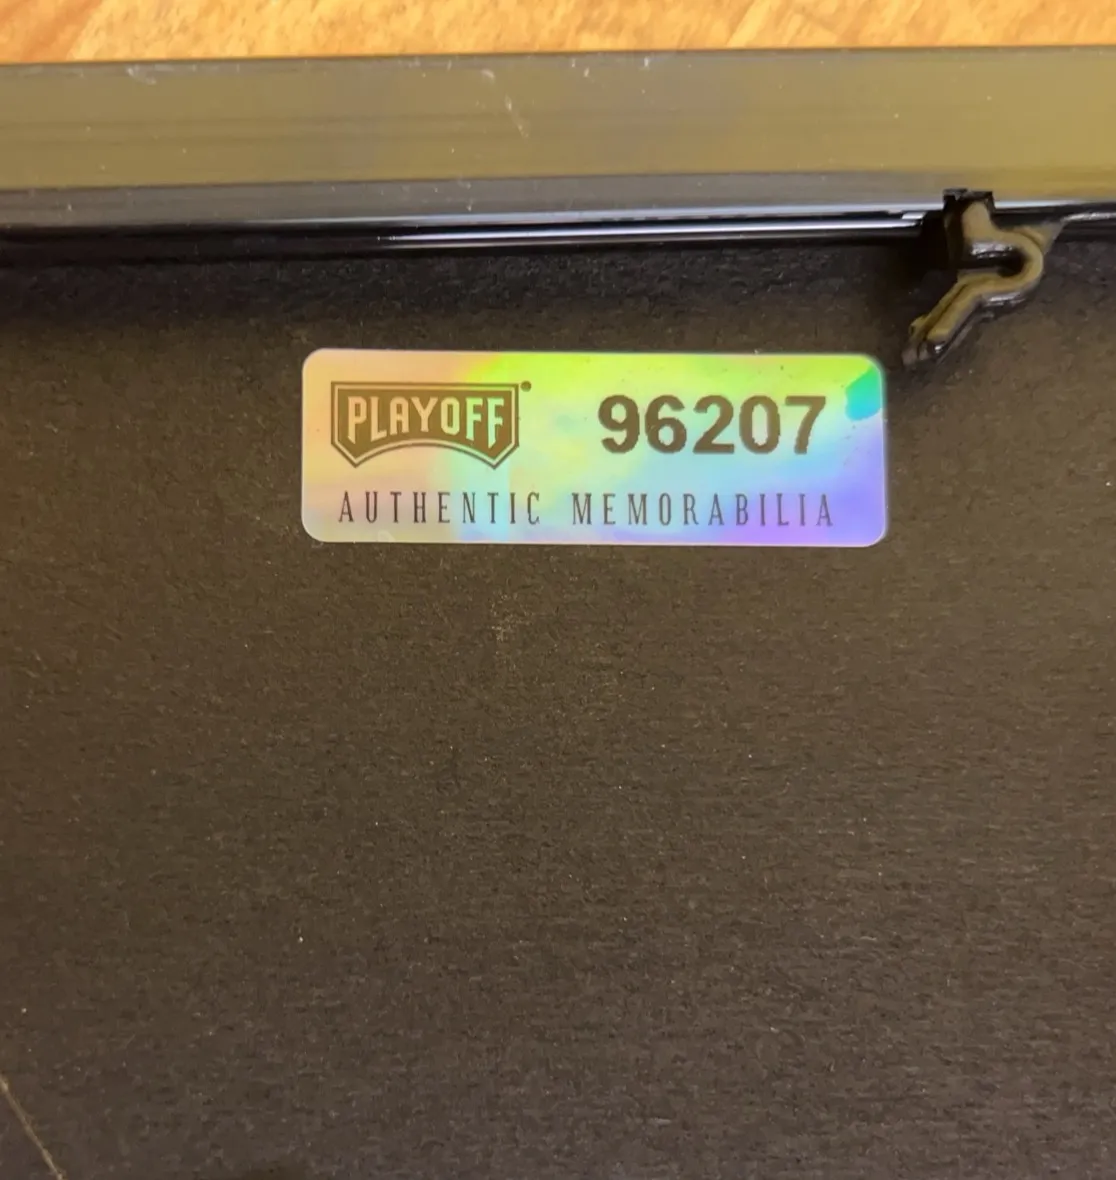 PLAYOFF
96207
AUTHENTIC MEMORABILIA